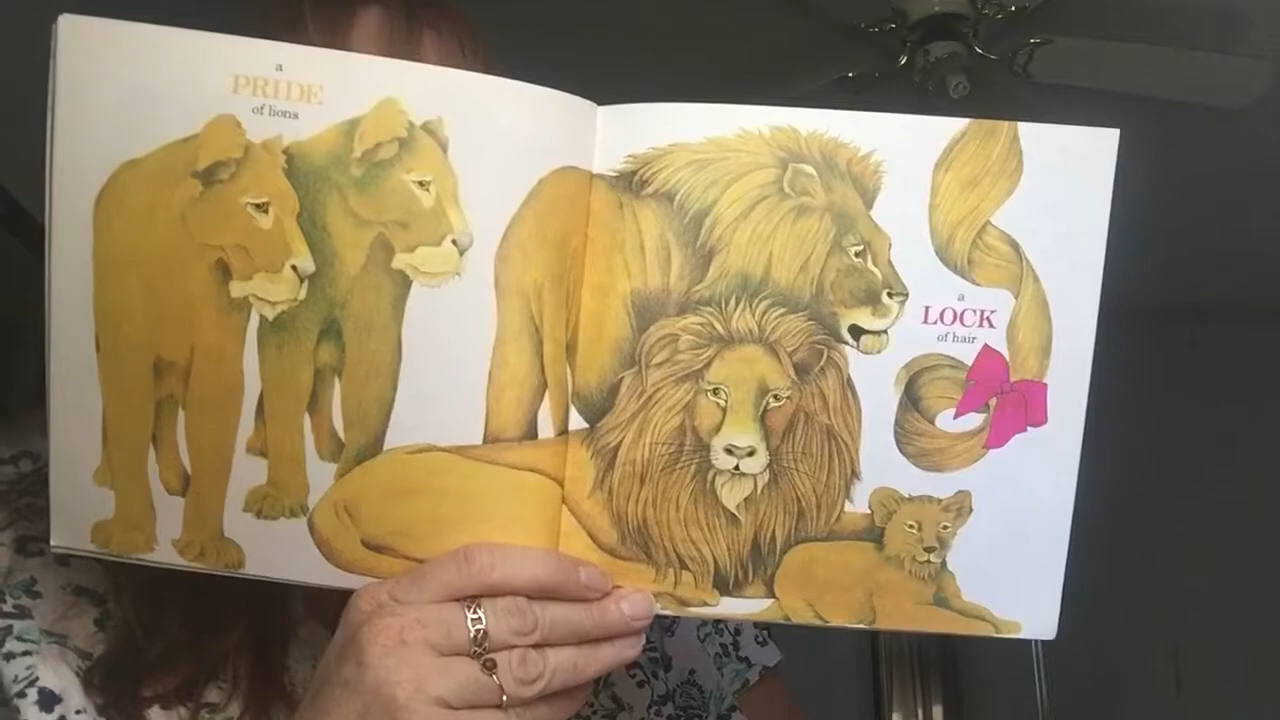 a
PRIDE
of lions
a
LOCK
of hair